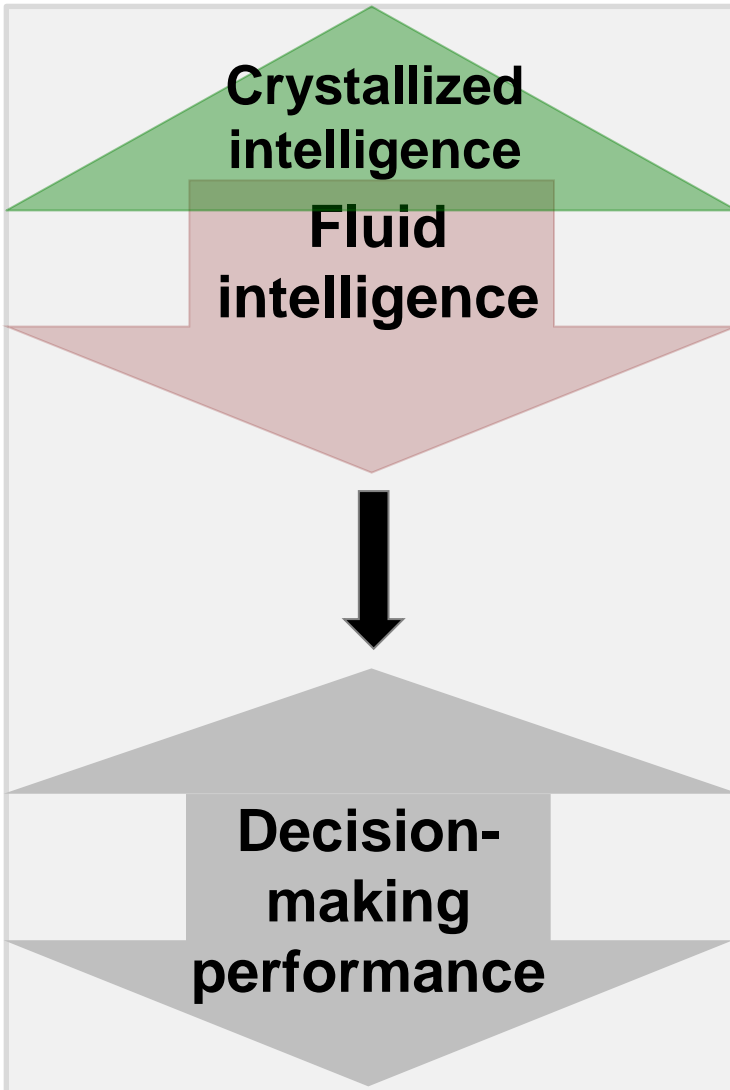 Crystallized
intelligence
Fluid
intelligence
Decision-
making
performance